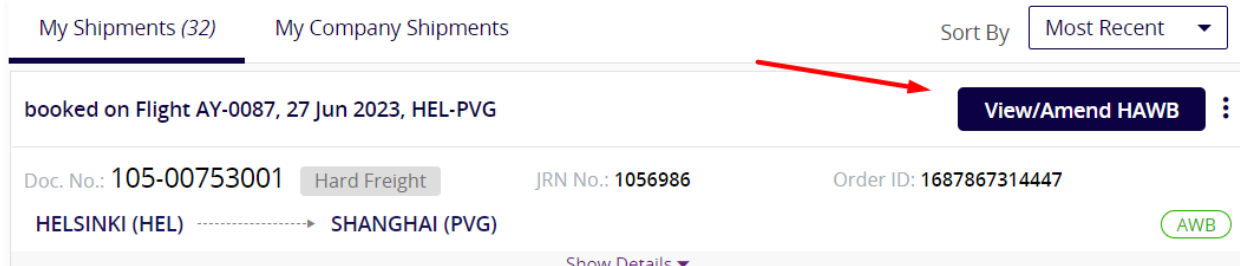 My Shipments (32) My Company Shipments Sort By Most Recent
booked on Flight AY-0087, 27 Jun 2023, HEL-PVG View/Amend HAWB
Doc. No.: 105-00753001 Hard Freight JRN No.: 1056986 Order ID: 1687867314447
HELSINKI (HEL) SHANGHAI (PVG) AWB
Show Details